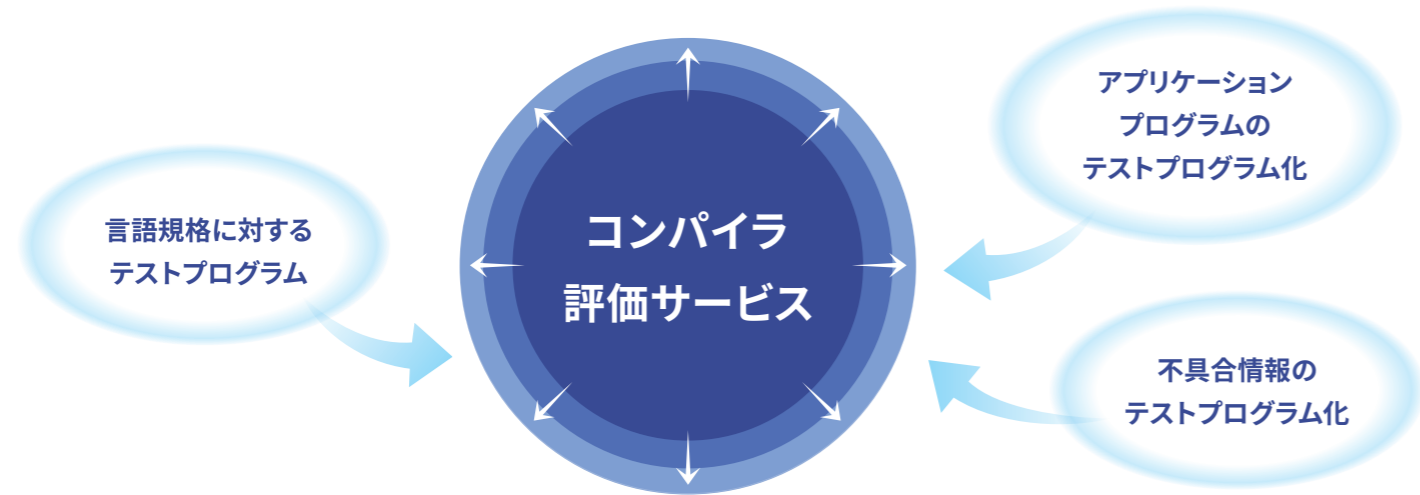 言語規格に対する
テストプログラム
コンパイラ
評価サービス
アプリケーション
プログラムの
テストプログラム化
不具合情報の
テストプログラム化